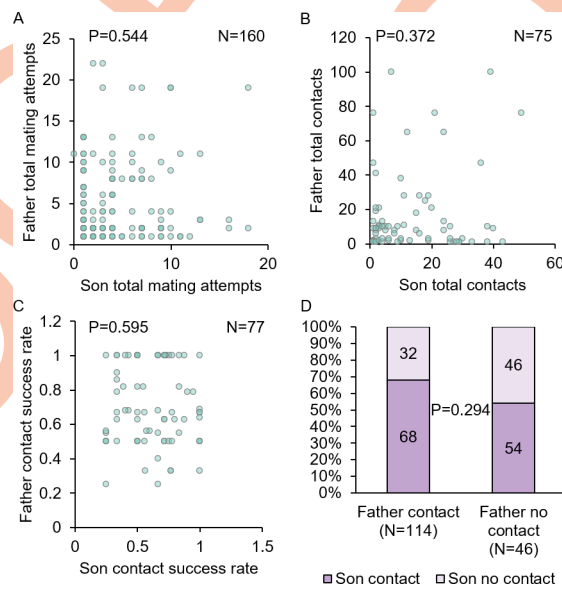 A
P=0.544 N=160
25
20
15
10
5
0
Father total mating attempts
0 10 20
Son total mating attempts
B
P=0.372 N=75
120
100
80
60
40
20
0
Father total contacts
0 20 40 60
Son total contacts
C
P=0.595 N=77
1.2
1
0.8
0.6
0.4
0.2
0
Father contact success rate
0 0.5 1 1.5
Son contact success rate
D
100%
90%
80%
70%
60%
50%
40%
30%
20%
10%
0%
32
46
P=0.294
68
54
Father contact
(N=114)
Father no
contact
(N=46)
Son contact Son no contact